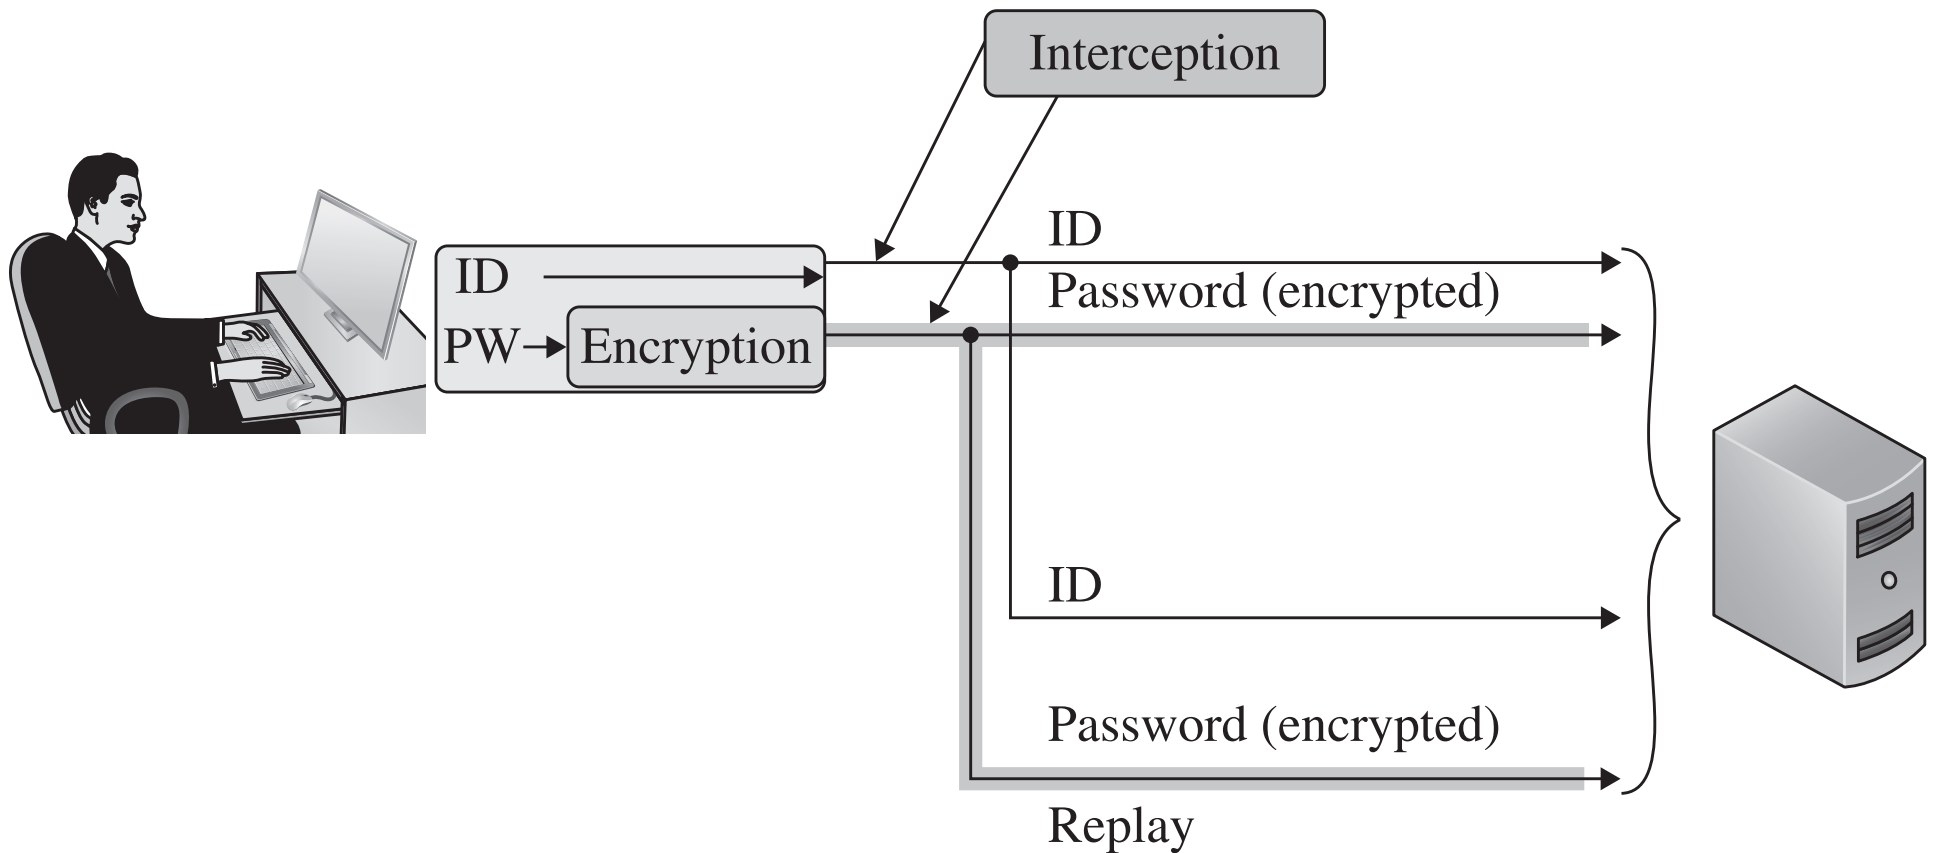 Interception
ID
Password (encrypted)
ID
PW
Encryption
ID
Password (encrypted)
Replay